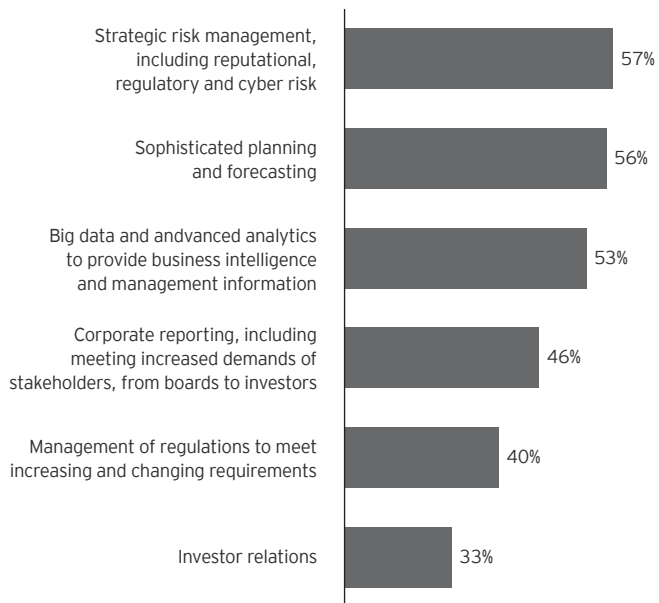 Strategic risk management,
including reputational,
regulatory and cyber risk
57%
Sophisticated planning
and forecasting
56%
Big data and andvanced analytics
to provide business intelligence
and management information
53%
Corporate reporting, including
meeting increased demands of
stakeholders, from boards to investors
46%
Management of regulations to meet
increasing and changing requirements
40%
Investor relations
33%